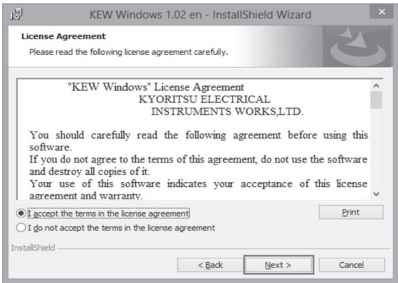 KEW Windows 1.02 en - InstallShield Wizard
License Agreement
Please read the following license agreement carefully.
"KEW Windows" License Agreement
KYORITSU ELECTRICAL
INSTRUMENTS WORKS,LTD.
You should carefully read the following agreement before using this
software.
If you do not agree to the terms of this agreement, do not use the software
and destroy all copies of it.
Your use of this software indicates your acceptance of this license
agreement and warranty.
I accept the terms in the license agreement
Print
I do not accept the terms in the license agreement
InstallShield
< Back
Next >
Cancel